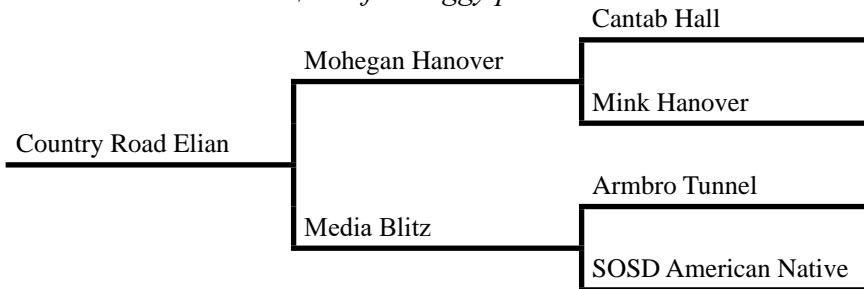 Cantab Hall
Mohegan Hanover
Mink Hanover
Country Road Elian
Armbro Tunnel
Media Blitz
SOSD American Native